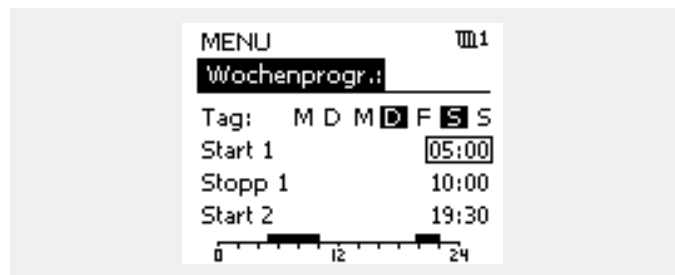 MENU 1
Wochenprogr.:
Tag: M D M D F S S
Start 1 05:00
Stopp 1 10:00
Start 2 19:30
0 12 24